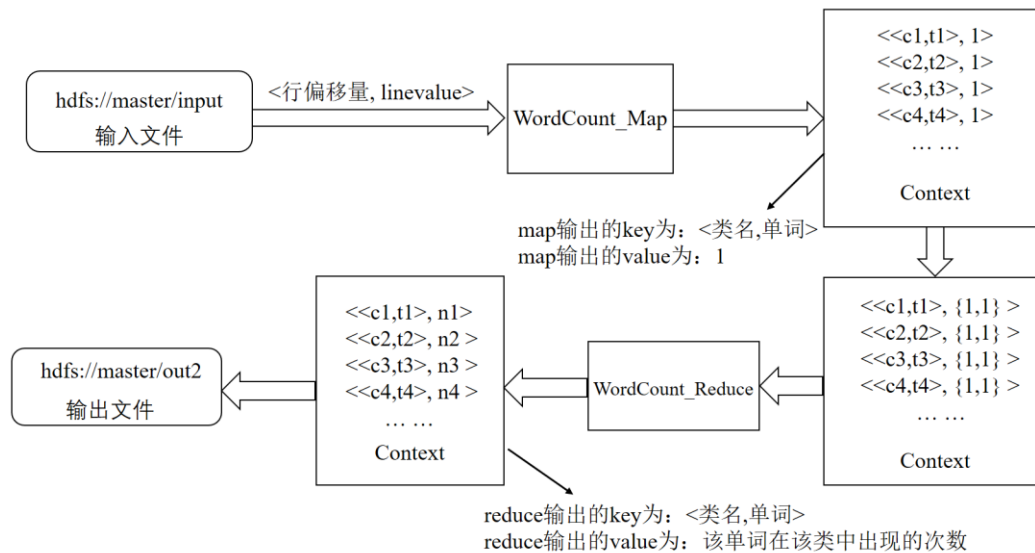 hdfs://master/input
输入文件
<行偏移量, linevalue>
WordCount_Map
<<c1,t1>, 1>
<<c2,t2>, 1>
<<c3,t3>, 1>
<<c4,t4>, 1>
… …
Context
map输出的key为：<类名,单词>
map输出的value为：1
<<c1,t1>, {1,1} >
<<c2,t2>, {1,1} >
<<c3,t3>, {1,1} >
<<c4,t4>, {1,1} >
… …
Context
WordCount_Reduce
<<c1,t1>, n1>
<<c2,t2>, n2 >
<<c3,t3>, n3 >
<<c4,t4>, n4 >
… …
Context
hdfs://master/out2
输出文件
reduce输出的key为：<类名,单词>
reduce输出的value为：该单词在该类中出现的次数